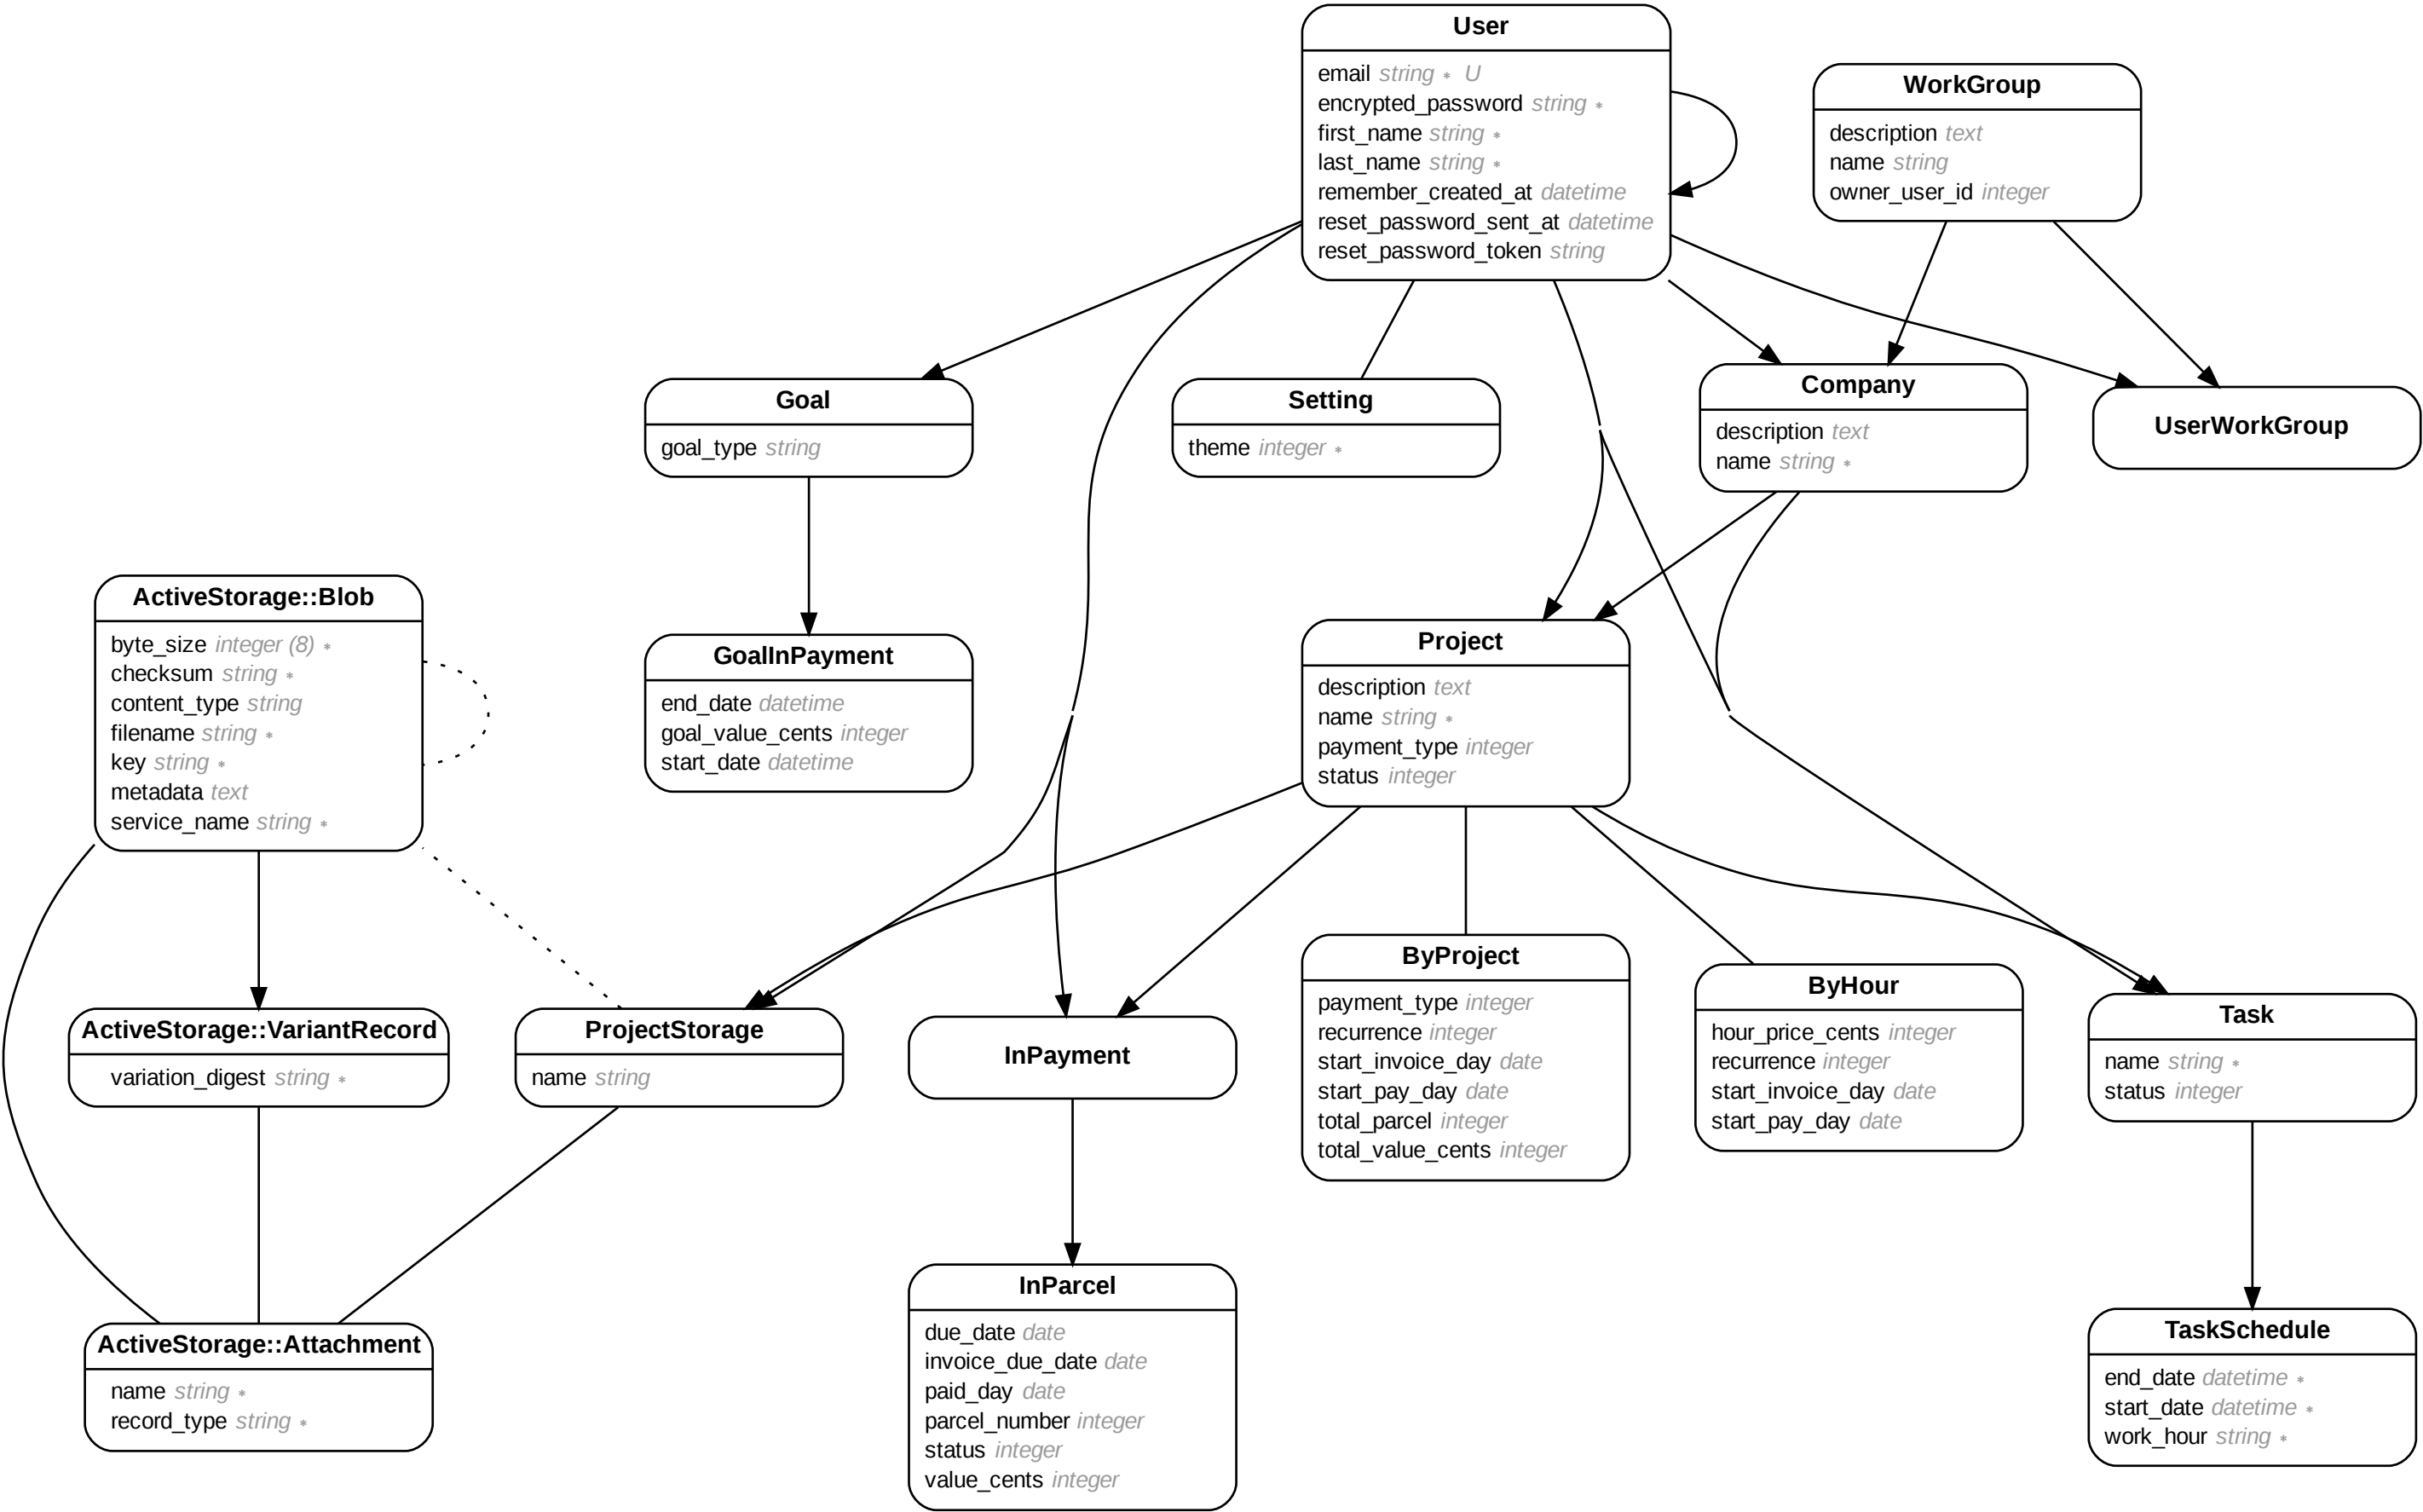 User
email string * U
encrypted_password string *
first_name string *
last_name string *
remember_created_at datetime
reset_password_sent_at datetime
reset_password_token string
WorkGroup
description text
name string
owner_user_id integer
Goal
goal_type string
Setting
theme integer *
Company
description text
name string *
UserWorkGroup
ActiveStorage::Blob
byte_size integer (8) *
checksum string *
content_type string
filename string *
key string *
metadata text
service_name string *
GoalInPayment
end_date datetime
goal_value_cents integer
start_date datetime
Project
description text
name string *
payment_type integer
status integer
ActiveStorage::VariantRecord
variation_digest string *
ProjectStorage
name string
InPayment
ByProject
payment_type integer
recurrence integer
start_invoice_day date
start_pay_day date
total_parcel integer
total_value_cents integer
ByHour
hour_price_cents integer
recurrence integer
start_invoice_day date
start_pay_day date
Task
name string *
status integer
ActiveStorage::Attachment
name string *
record_type string *
InParcel
due_date date
invoice_due_date date
paid_day date
parcel_number integer
status integer
value_cents integer
TaskSchedule
end_date datetime *
start_date datetime *
work_hour string *